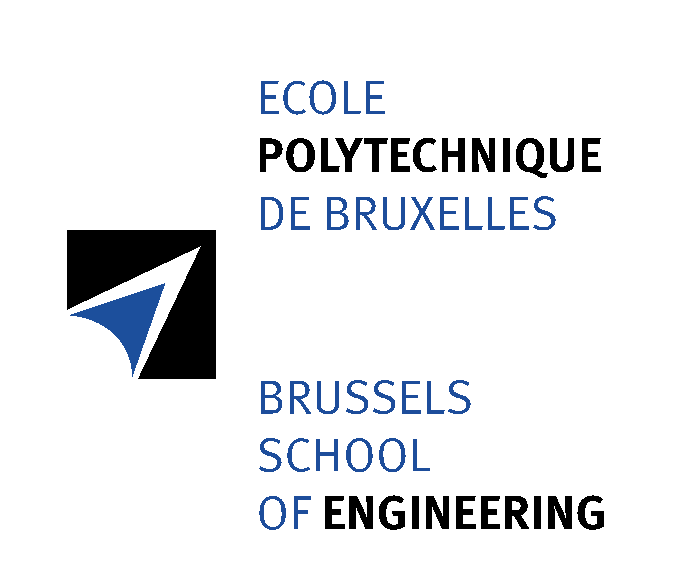 ECOLE
POLYTECHNIQUE
DE BRUXELLES
BRUSSELS
SCHOOL
OF ENGINEERING